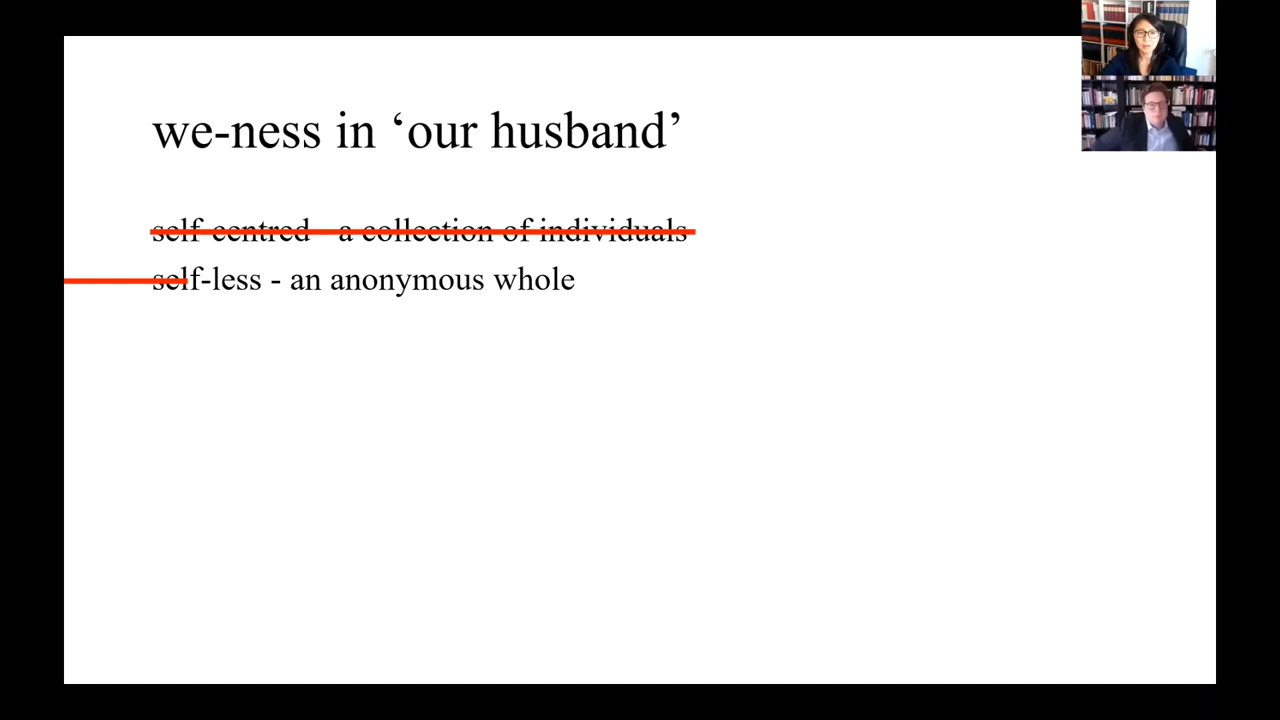 we-ness in ‘our husband’
self-centred - a collection of individuals
self-less - an anonymous whole